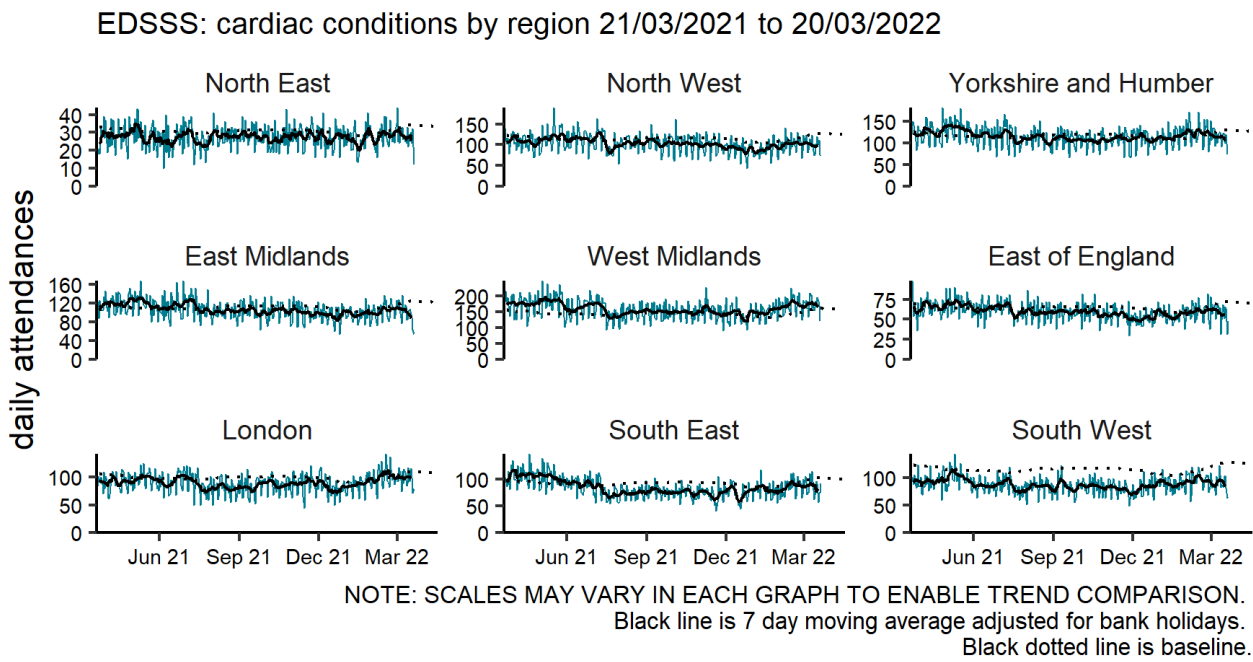 EDSSS: cardiac conditions by region 21/03/2021 to 20/03/2022
daily attendances
North East
40
30
20
10
0
North West
150
100
50
0
Yorkshire and Humber
150
100
50
0
East Midlands
160
120
80
40
0
West Midlands
200
150
100
50
0
East of England
75
50
25
0
London
100
50
0
Jun 21 Sep 21 Dec 21 Mar 22
South East
100
50
0
Jun 21 Sep 21 Dec 21 Mar 22
South West
100
50
0
Jun 21 Sep 21 Dec 21 Mar 22
NOTE: SCALES MAY VARY IN EACH GRAPH TO ENABLE TREND COMPARISON.
Black line is 7 day moving average adjusted for bank holidays.
Black dotted line is baseline.